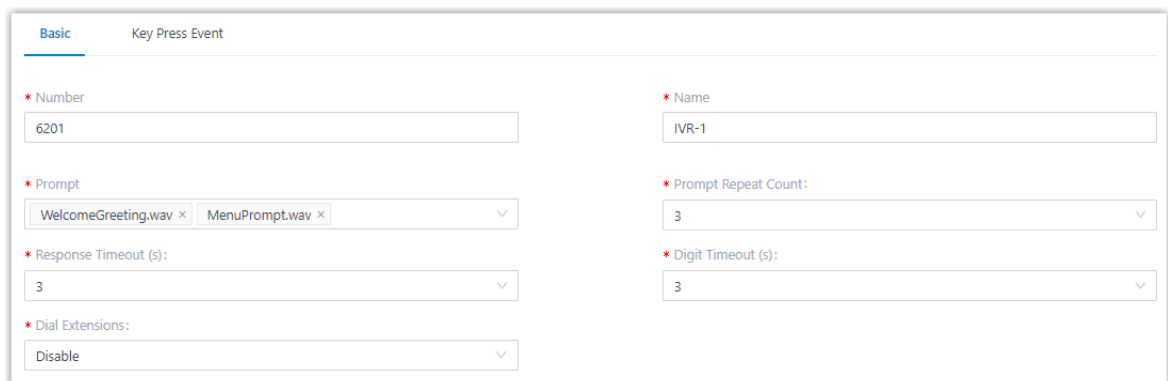 Basic Key Press Event
* Number * Name
6201 IVR-1
* Prompt * Prompt Repeat Count:
WelcomeGreeting.wav × MenuPrompt.wav × 3
* Response Timeout (s): * Digit Timeout (s):
3 3
* Dial Extensions:
Disable